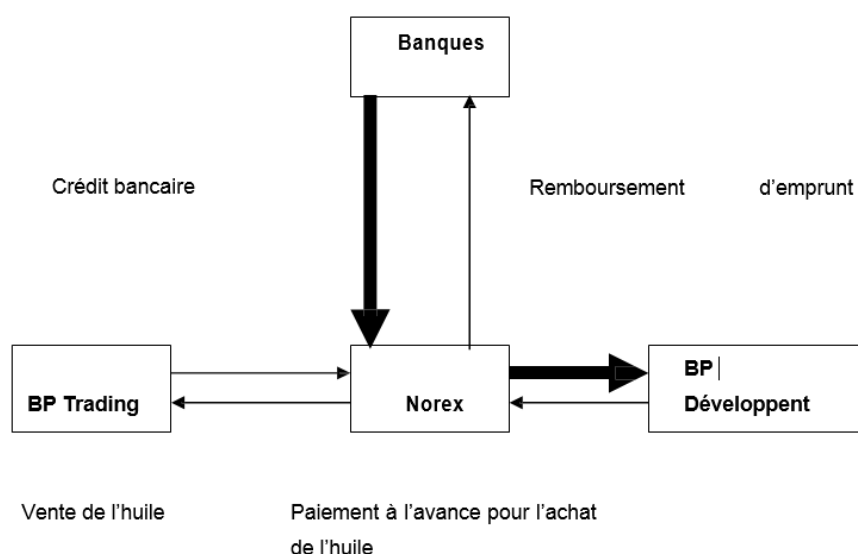 Banques
Crédit bancaire
Remboursement d’emprunt
BP Trading
Norex
BP
Développent
Vente de l’huile
Paiement à l’avance pour l’achat
de l’huile